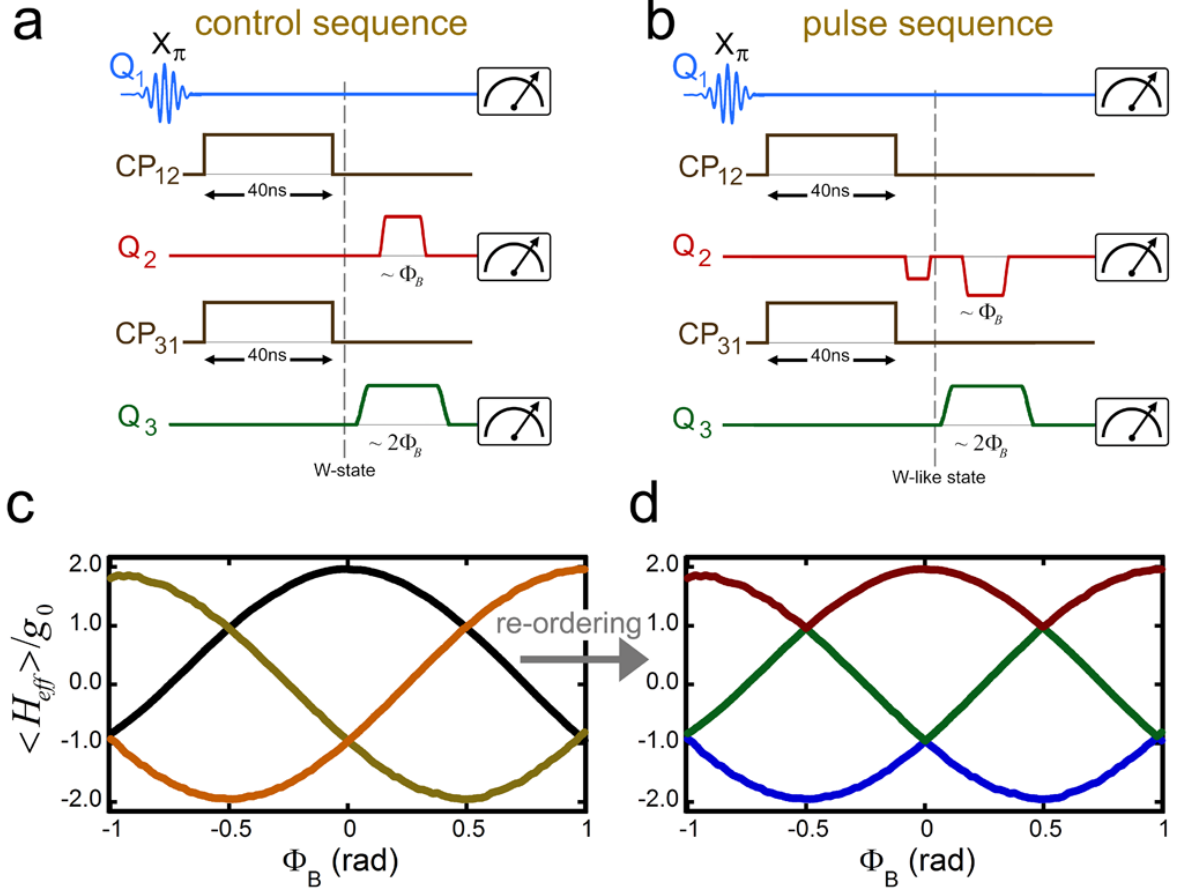 a control sequence
Xπ
Q1
CP12
40ns
Q2
~ ΦB
CP31
40ns
Q3
~ 2ΦB
W-state
b pulse sequence
Xπ
Q1
CP12
40ns
Q2
~ ΦB
CP31
40ns
Q3
~ 2ΦB
W-like state
c
<Heff>/g0
2.0
1.0
0.0
-1.0
-2.0
-1 -0.5 0 0.5 1
ΦB (rad)
re-ordering
d
2.0
1.0
0.0
-1.0
-2.0
-1 -0.5 0 0.5 1
ΦB (rad)